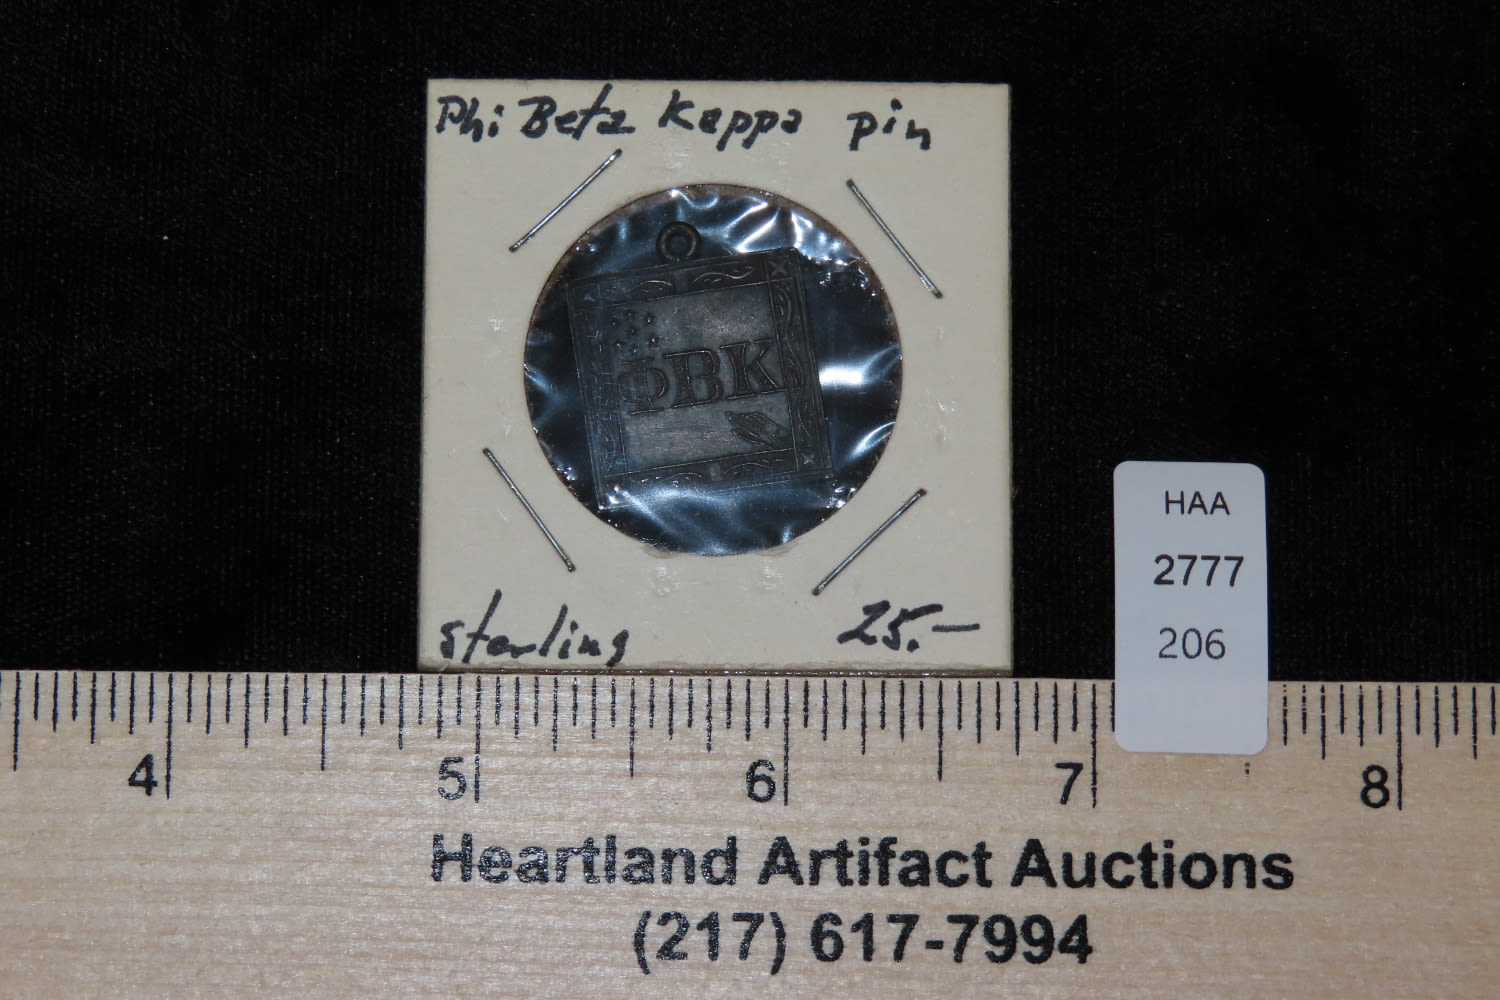 Phi Beta Kappa pin
ΦΒΚ
sterling 25.—
HAA
2777
206
4 5 6 7 8
Heartland Artifact Auctions
(217) 617-7994